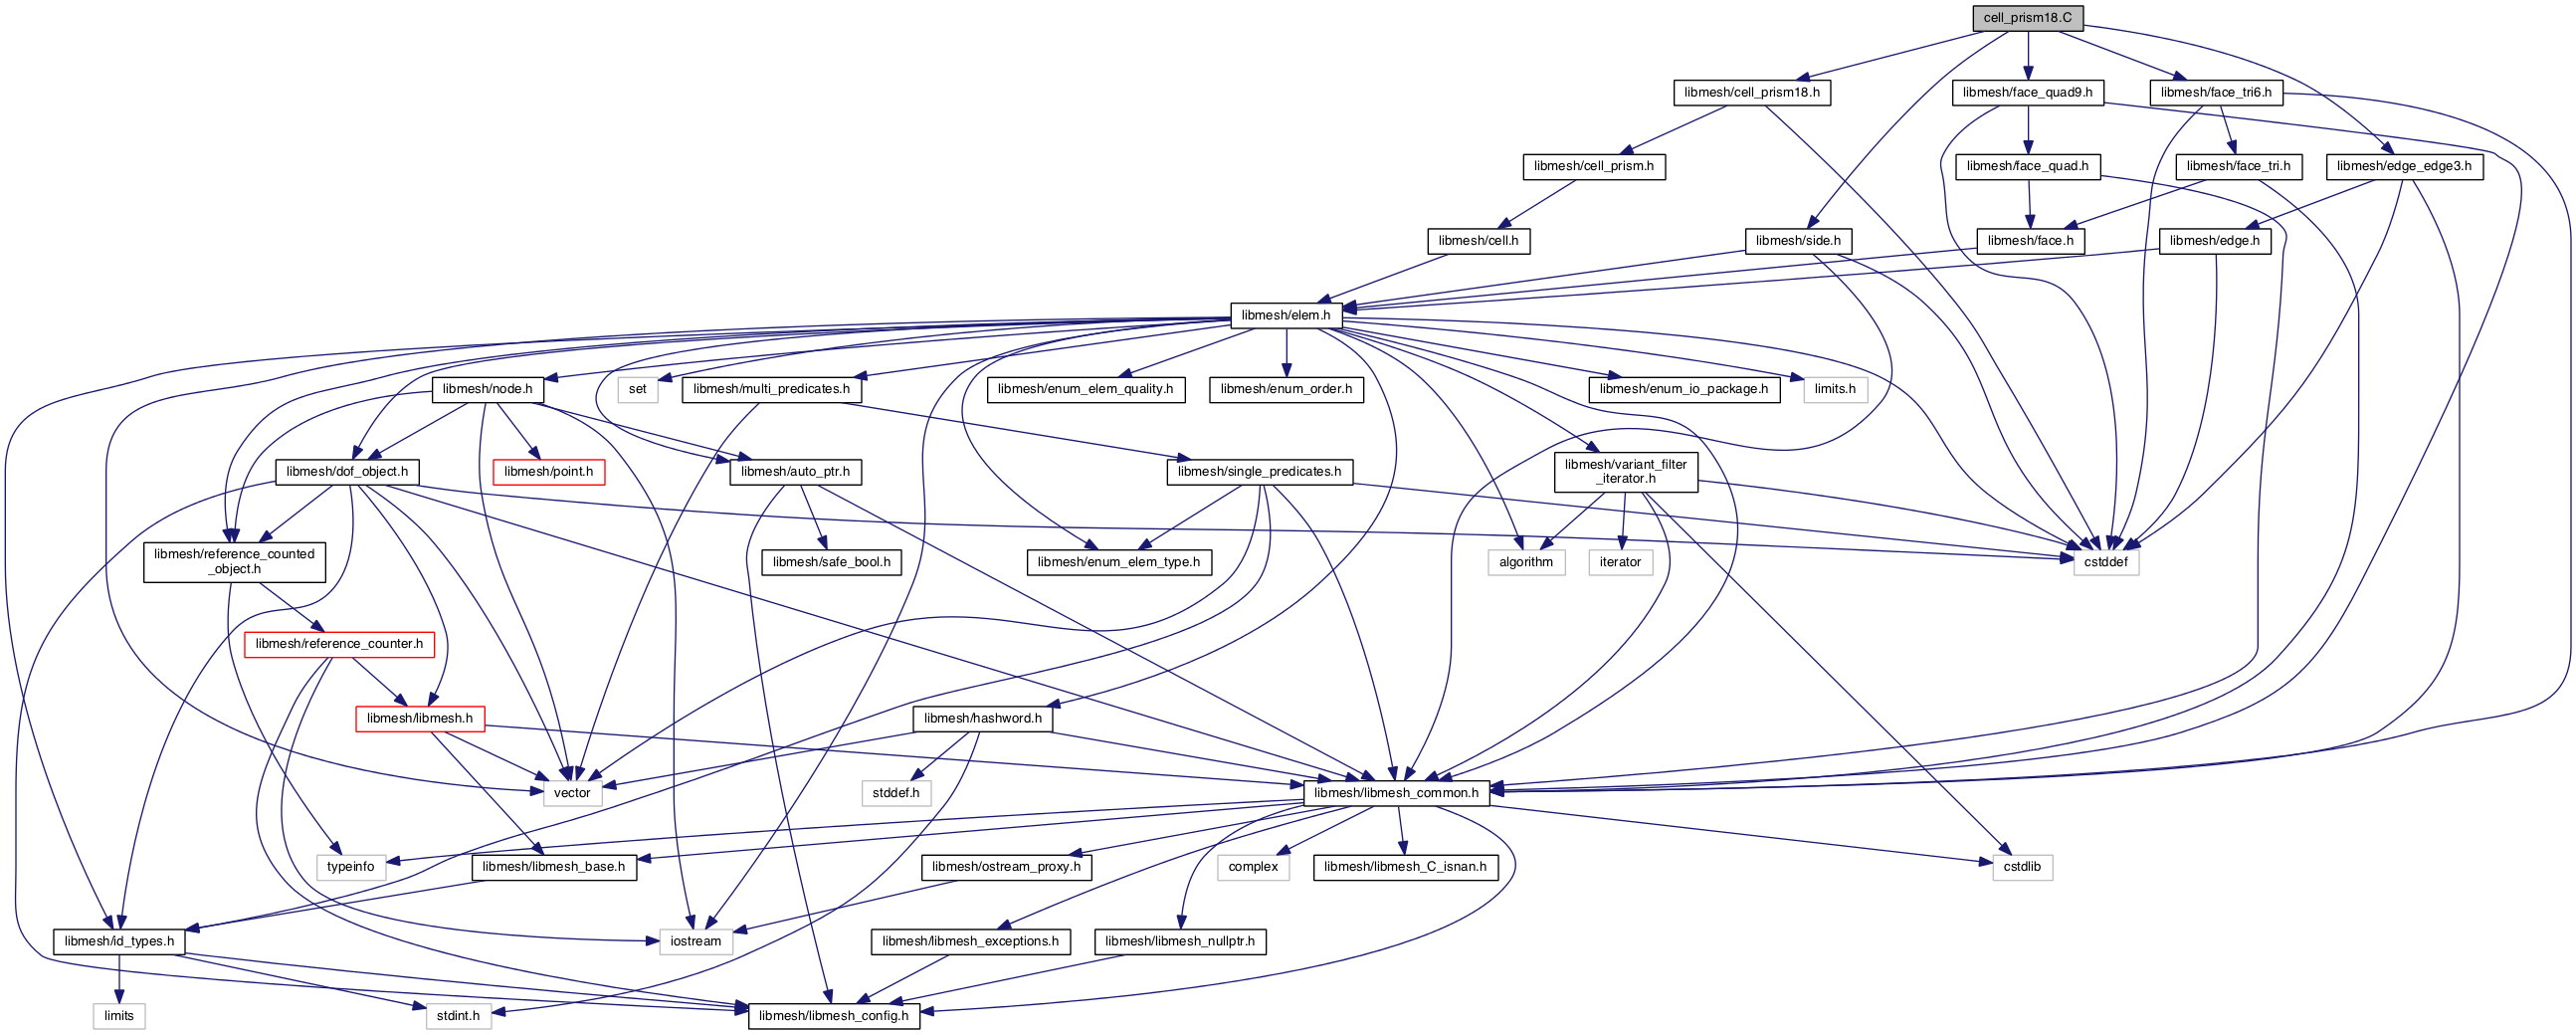 cell_prism18.C
libmesh/cell_prism18.h
libmesh/face_quad9.h
libmesh/face_tri6.h
libmesh/cell_prism.h
libmesh/face_quad.h
libmesh/face_tri.h
libmesh/edge_edge3.h
libmesh/cell.h
libmesh/side.h
libmesh/face.h
libmesh/edge.h
libmesh/elem.h
libmesh/node.h
set
libmesh/multi_predicates.h
libmesh/enum_elem_quality.h
libmesh/enum_order.h
libmesh/enum_io_package.h
limits.h
libmesh/dof_object.h
libmesh/point.h
libmesh/auto_ptr.h
libmesh/single_predicates.h
libmesh/variant_filter
_iterator.h
libmesh/reference_counted
_object.h
libmesh/safe_bool.h
libmesh/enum_elem_type.h
algorithm
iterator
cstddef
libmesh/reference_counter.h
libmesh/libmesh.h
libmesh/hashword.h
vector
stddef.h
libmesh/libmesh_common.h
typeinfo
libmesh/libmesh_base.h
libmesh/ostream_proxy.h
complex
libmesh/libmesh_C_isnan.h
cstdlib
libmesh/id_types.h
iostream
libmesh/libmesh_exceptions.h
libmesh/libmesh_nullptr.h
limits
stdint.h
libmesh/libmesh_config.h